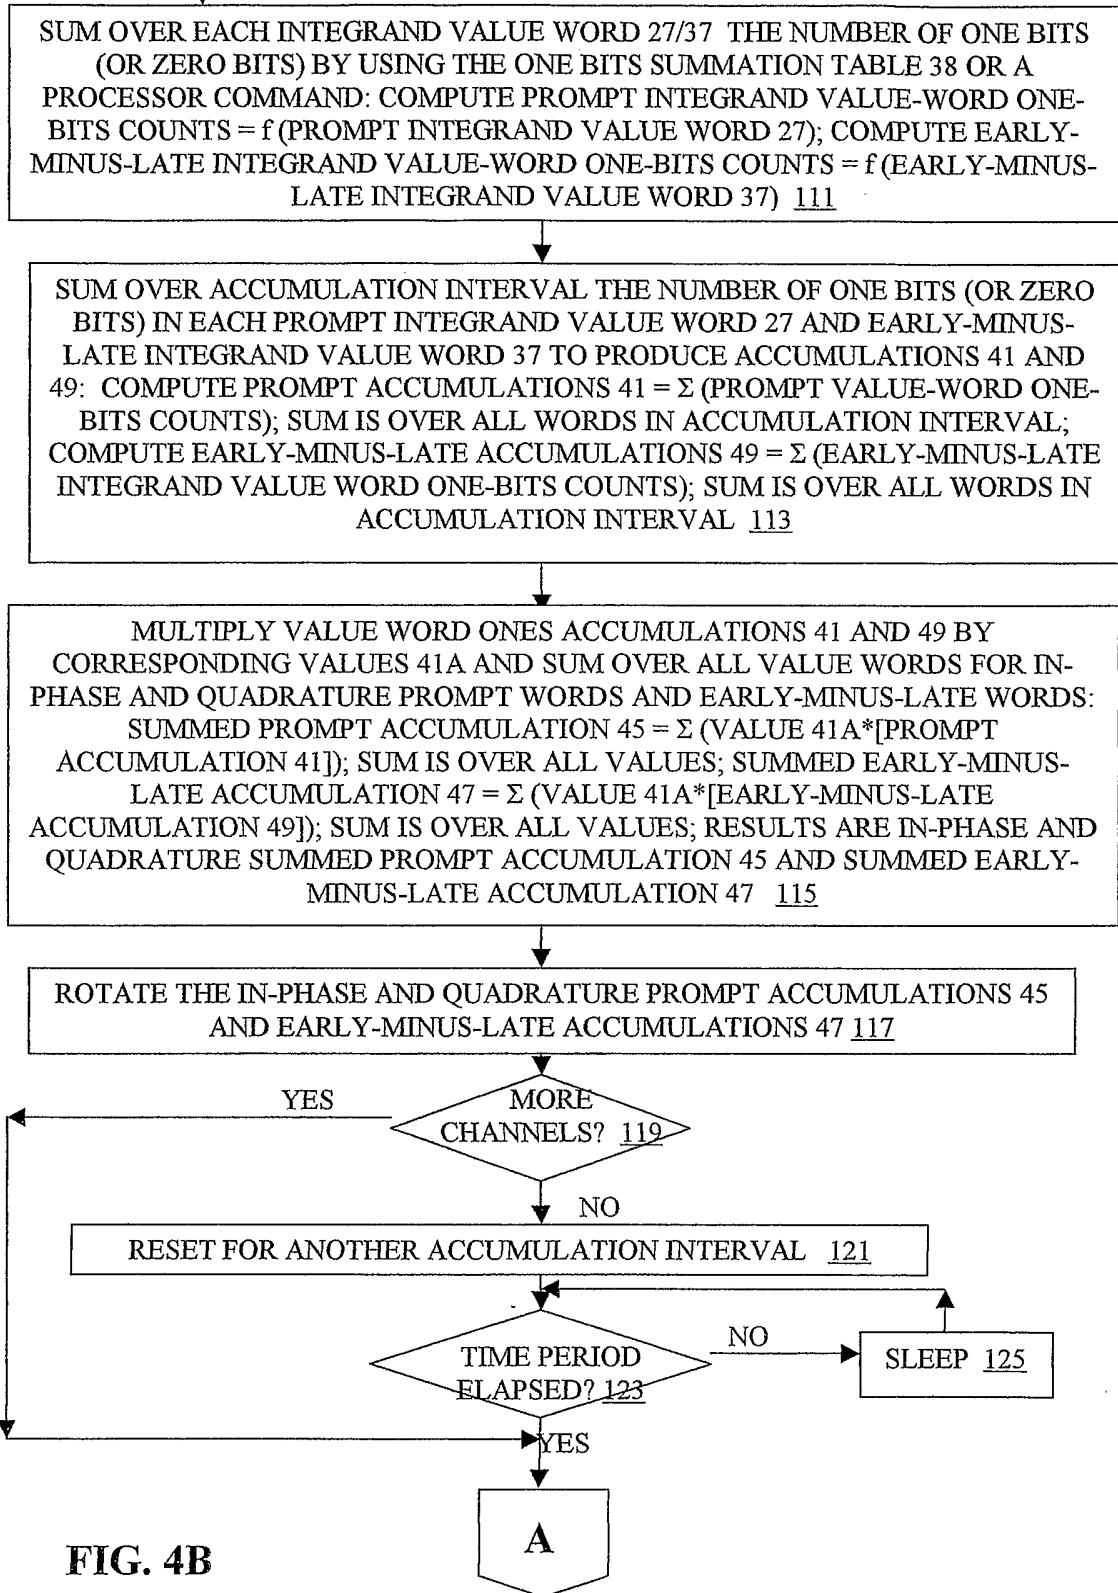 SUM OVER EACH INTEGRAND VALUE WORD 27/37 THE NUMBER OF ONE BITS
(OR ZERO BITS) BY USING THE ONE BITS SUMMATION TABLE 38 OR A
PROCESSOR COMMAND: COMPUTE PROMPT INTEGRAND VALUE-WORD ONE-
BITS COUNTS = f (PROMPT INTEGRAND VALUE WORD 27); COMPUTE EARLY-
MINUS-LATE INTEGRAND VALUE-WORD ONE-BITS COUNTS = f (EARLY-MINUS-
LATE INTEGRAND VALUE WORD 37) 111
SUM OVER ACCUMULATION INTERVAL THE NUMBER OF ONE BITS (OR ZERO
BITS) IN EACH PROMPT INTEGRAND VALUE WORD 27 AND EARLY-MINUS-
LATE INTEGRAND VALUE WORD 37 TO PRODUCE ACCUMULATIONS 41 AND
49: COMPUTE PROMPT ACCUMULATIONS 41 = Σ (PROMPT VALUE-WORD ONE-
BITS COUNTS); SUM IS OVER ALL WORDS IN ACCUMULATION INTERVAL;
COMPUTE EARLY-MINUS-LATE ACCUMULATIONS 49 = Σ (EARLY-MINUS-LATE
INTEGRAND VALUE WORD ONE-BITS COUNTS); SUM IS OVER ALL WORDS IN
ACCUMULATION INTERVAL 113
MULTIPLY VALUE WORD ONES ACCUMULATIONS 41 AND 49 BY
CORRESPONDING VALUES 41A AND SUM OVER ALL VALUE WORDS FOR IN-
PHASE AND QUADRATURE PROMPT WORDS AND EARLY-MINUS-LATE WORDS:
SUMMED PROMPT ACCUMULATION 45 = Σ (VALUE 41A*[PROMPT
ACCUMULATION 41]); SUM IS OVER ALL VALUES; SUMMED EARLY-MINUS-
LATE ACCUMULATION 47 = Σ (VALUE 41A*[EARLY-MINUS-LATE
ACCUMULATION 49]); SUM IS OVER ALL VALUES; RESULTS ARE IN-PHASE AND
QUADRATURE SUMMED PROMPT ACCUMULATION 45 AND SUMMED EARLY-
MINUS-LATE ACCUMULATION 47 115
ROTATE THE IN-PHASE AND QUADRATURE PROMPT ACCUMULATIONS 45
AND EARLY-MINUS-LATE ACCUMULATIONS 47 117
YES
MORE
CHANNELS? 119
NO
RESET FOR ANOTHER ACCUMULATION INTERVAL 121
TIME PERIOD
ELAPSED? 123
NO
SLEEP 125
YES
A
FIG. 4B